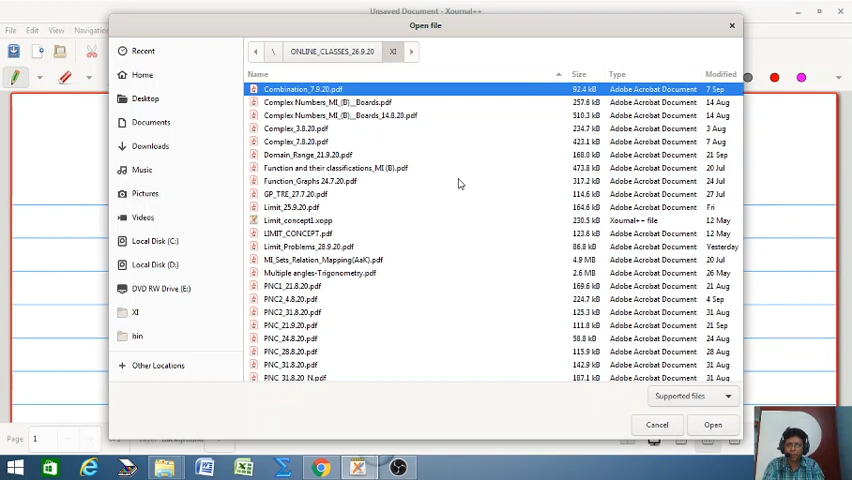 Unsaved Document - Xournal++
File Edit View Navigation
Open file
Recent
Home
Desktop
Documents
Downloads
Music
Pictures
Videos
Local Disk (C:)
Local Disk (D:)
DVD RW Drive (E:)
XI
bin
Other Locations
\ ONLINE_CLASSES_26.9.20 XI
Name Size Type Modified
Combination_7.9.20.pdf 92.4 kB Adobe Acrobat Document 7 Sep
Complex Numbers_MI_(B)__Boards.pdf 257.6 kB Adobe Acrobat Document 14 Aug
Complex Numbers_MI_(B)__Boards_14.8.20.pdf 510.3 kB Adobe Acrobat Document 14 Aug
Complex_3.8.20.pdf 234.7 kB Adobe Acrobat Document 3 Aug
Complex_7.8.20.pdf 423.1 kB Adobe Acrobat Document 7 Aug
Domain_Range_21.9.20.pdf 168.0 kB Adobe Acrobat Document 21 Sep
Function and their classifications_MI (B).pdf 473.8 kB Adobe Acrobat Document 20 Jul
Function_Graphs 24.7.20.pdf 317.2 kB Adobe Acrobat Document 24 Jul
GP_TRE_27.7.20.pdf 114.6 kB Adobe Acrobat Document 27 Jul
Limit_25.9.20.pdf 164.6 kB Adobe Acrobat Document Fri
Limit_concept1.xopp 230.5 kB Xournal++ file 12 May
LIMIT_CONCEPT.pdf 123.6 kB Adobe Acrobat Document 12 May
Limit_Problems_28.9.20.pdf 86.8 kB Adobe Acrobat Document Yesterday
MI_Sets_Relation_Mapping(AaK).pdf 4.9 MB Adobe Acrobat Document 20 Jul
Multiple angles-Trigonometry.pdf 2.6 MB Adobe Acrobat Document 26 May
PNC1_21.8.20.pdf 169.6 kB Adobe Acrobat Document 21 Aug
PNC2_4.8.20.pdf 224.7 kB Adobe Acrobat Document 4 Sep
PNC2_31.8.20.pdf 125.3 kB Adobe Acrobat Document 31 Aug
PNC_21.9.20.pdf 111.8 kB Adobe Acrobat Document 21 Sep
PNC_24.8.20.pdf 58.8 kB Adobe Acrobat Document 24 Aug
PNC_28.8.20.pdf 115.9 kB Adobe Acrobat Document 28 Aug
PNC_31.8.20.pdf 142.9 kB Adobe Acrobat Document 31 Aug
PNC_31.8.20_N.pdf 187.1 kB Adobe Acrobat Document 31 Aug
Supported files
Cancel Open
Page 1